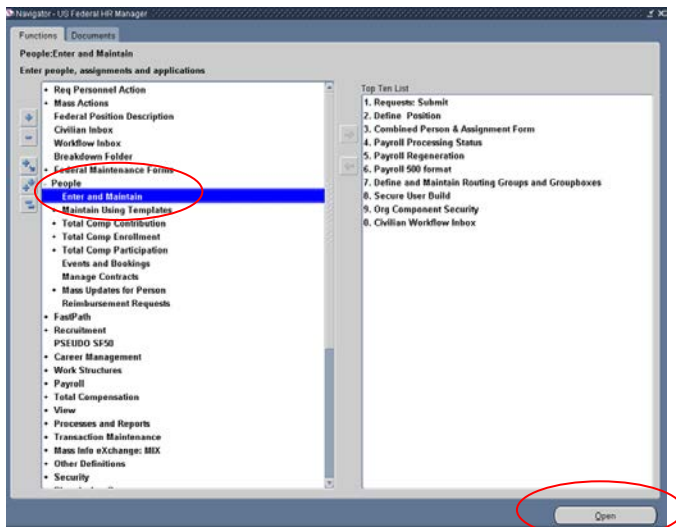 Navigator - US Federal HR Manager
Functions Documents
People:Enter and Maintain
Enter people, assignments and applications
+ Req Personnel Action
+ Mass Actions
Federal Position Description
Civilian Inbox
Workflow Inbox
Breakdown Folder
+ Federal Maintenance Forms
- People
Enter and Maintain
+ Maintain Using Templates
+ Total Comp Contribution
+ Total Comp Enrollment
+ Total Comp Participation
Events and Bookings
Manage Contracts
+ Mass Updates for Person
Reimbursement Requests
+ FastPath
+ Recruitment
PSEUDO SF50
+ Career Management
+ Work Structures
+ Payroll
+ Total Compensation
+ View
+ Processes and Reports
+ Transaction Maintenance
+ Mass Info eXchange: MIX
+ Other Definitions
+ Security
Top Ten List
1. Requests: Submit
2. Define Position
3. Combined Person & Assignment Form
4. Payroll Processing Status
5. Payroll Regeneration
6. Payroll 500 format
7. Define and Maintain Routing Groups and Groupboxes
8. Secure User Build
9. Org Component Security
0. Civilian Workflow Inbox
Open